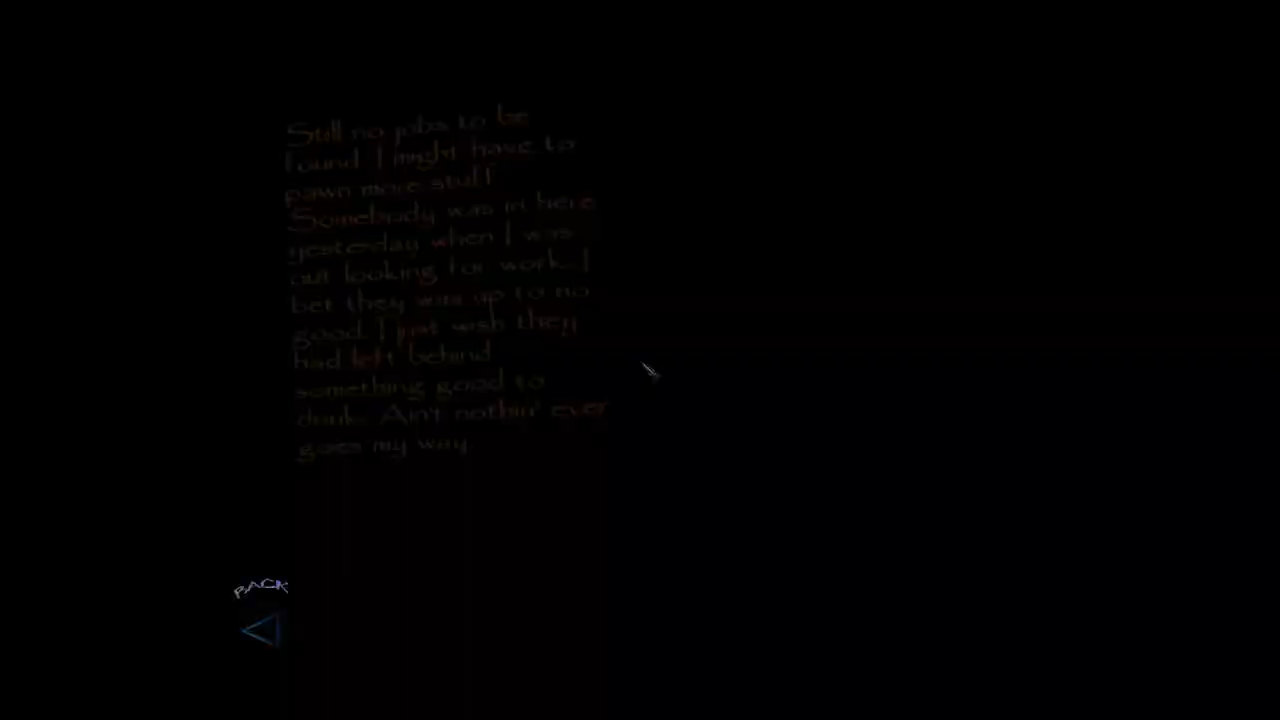 Still no jobs to be
found. I might have to
pawn more stuff.
Somebody was in here
yesterday when I was
out looking for work. I
bet they was up to no
good. I just wish they
had left behind
something good to
drink. Ain't nothin' ever
goes my way.
BACK